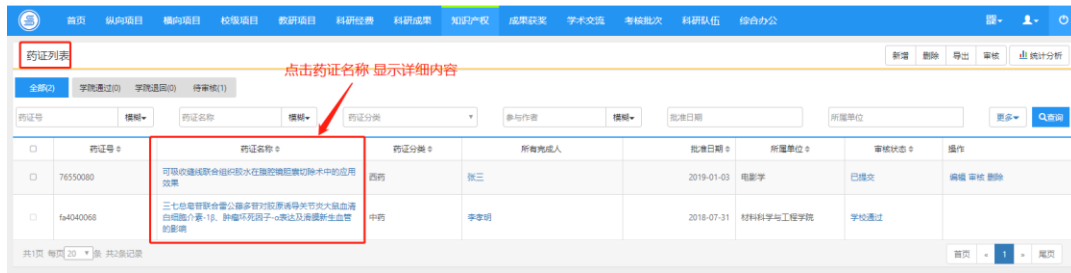 首页 纵向项目 横向项目 校级项目 教研项目 科研经费 科研成果 知识产权 成果获奖 学术交流 考核批次 科研队伍 综合办公
药证列表 新增 删除 导出 审核 统计分析
点击药证名称 显示详细内容
全部(2) 学院通过(0) 学院退回(0) 待审核(1)
药证号 模糊 药证名称 模糊 药证分类 参与作者 模糊 批准日期 所属单位 更多 查询
药证号 药证名称 药证分类 所有完成人 批准日期 所属单位 审核状态 操作
76550080 可吸收缝线联合组织胶水在腹腔镜胆囊切除术中的应用 西药 张三 2019-01-03 电影学 已提交 编辑 审核 删除
效果
三七总皂苷联合雷公藤多苷对胶原诱导关节炎大鼠血清
fa4040068 白细胞介素-1β、肿瘤坏死因子-α表达及滑膜新生血管 中药 李孝明 2018-07-31 材料科学与工程学院 学校通过
的影响
共1页 每页 20 条 共2条记录 首页 « 1 » 尾页